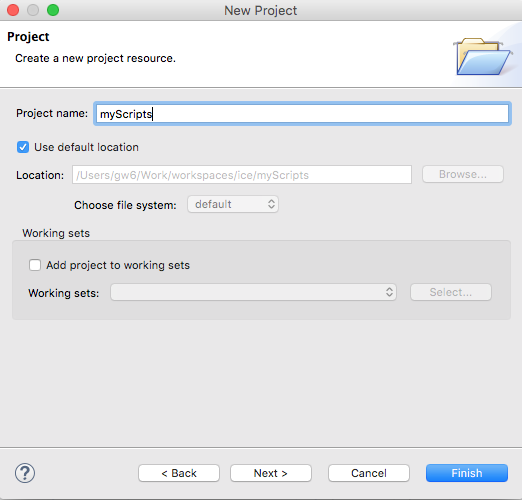 New Project
Project
Create a new project resource.
Project name: myScripts
Use default location
Location: /Users/gw6/Work/workspaces/ice/myScripts Browse...
Choose file system: default
Working sets
Add project to working sets
Working sets: Select...
? < Back Next > Cancel Finish